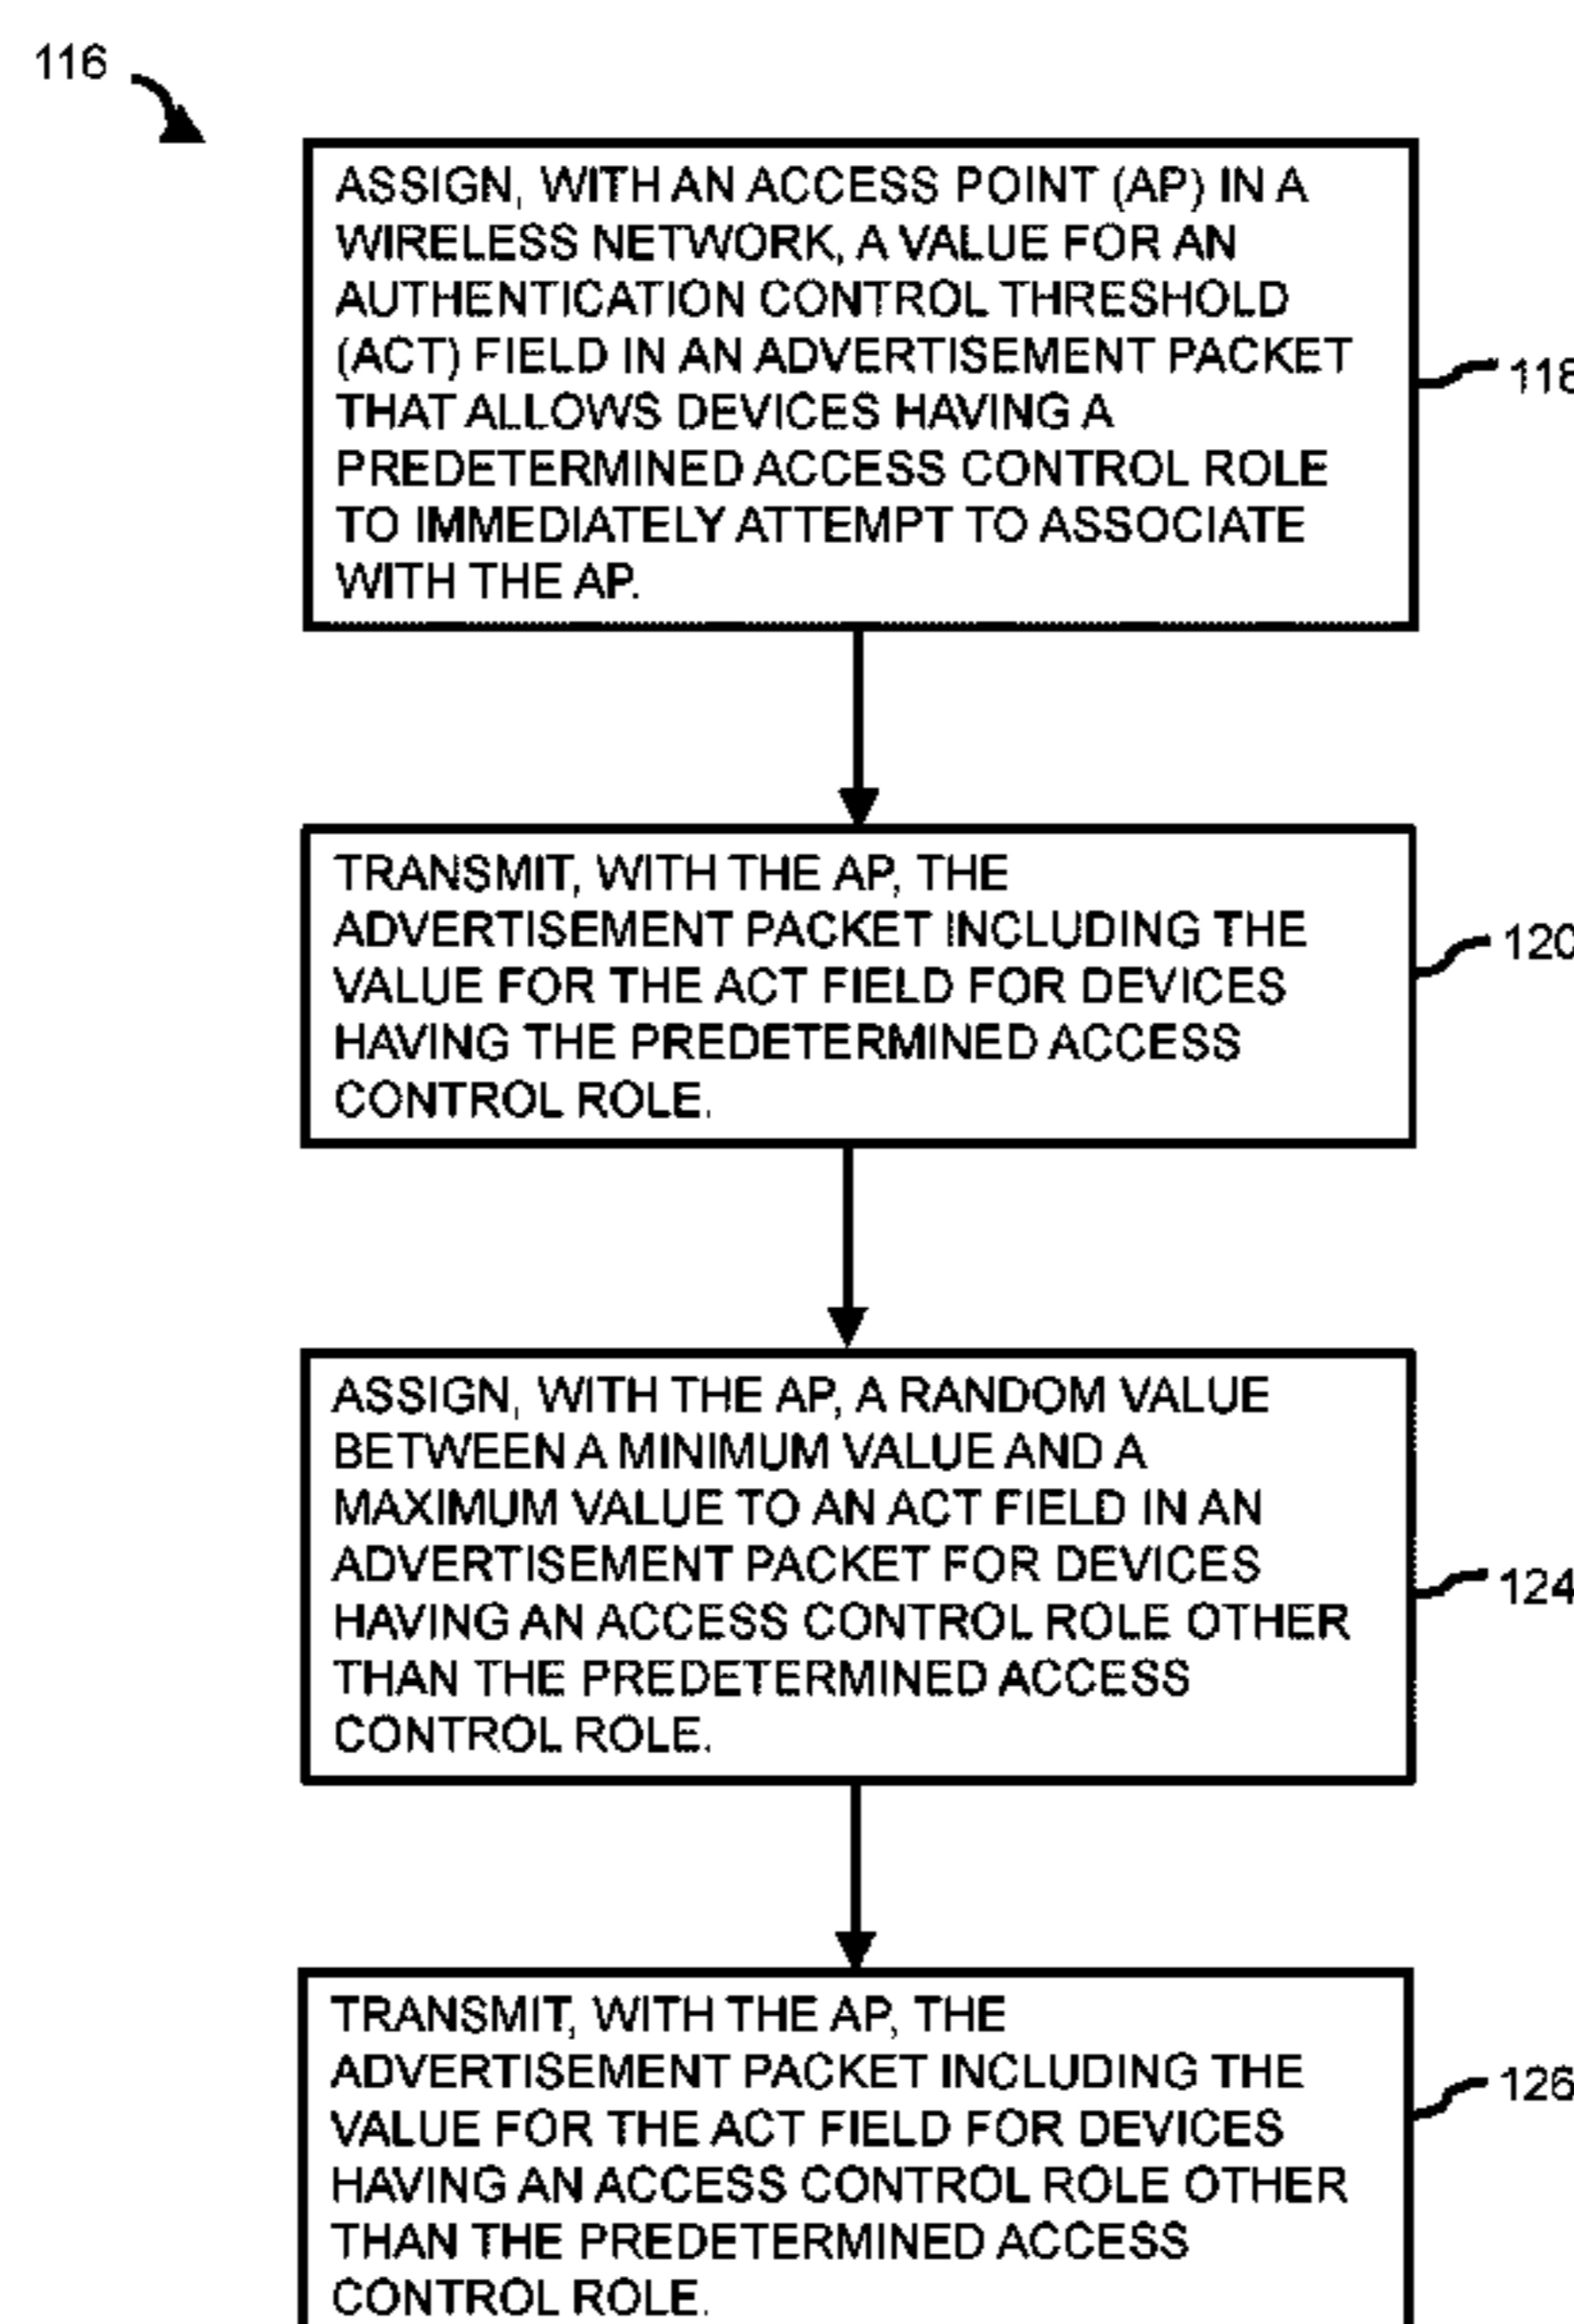 116
ASSIGN, WITH AN ACCESS POINT (AP) IN A
WIRELESS NETWORK, A VALUE FOR AN
AUTHENTICATION CONTROL THRESHOLD
(ACT) FIELD IN AN ADVERTISEMENT PACKET
THAT ALLOWS DEVICES HAVING A
PREDETERMINED ACCESS CONTROL ROLE
TO IMMEDIATELY ATTEMPT TO ASSOCIATE
WITH THE AP.
118
TRANSMIT, WITH THE AP, THE
ADVERTISEMENT PACKET INCLUDING THE
VALUE FOR THE ACT FIELD FOR DEVICES
HAVING THE PREDETERMINED ACCESS
CONTROL ROLE.
120
ASSIGN, WITH THE AP, A RANDOM VALUE
BETWEEN A MINIMUM VALUE AND A
MAXIMUM VALUE TO AN ACT FIELD IN AN
ADVERTISEMENT PACKET FOR DEVICES
HAVING AN ACCESS CONTROL ROLE OTHER
THAN THE PREDETERMINED ACCESS
CONTROL ROLE.
124
TRANSMIT, WITH THE AP, THE
ADVERTISEMENT PACKET INCLUDING THE
VALUE FOR THE ACT FIELD FOR DEVICES
HAVING AN ACCESS CONTROL ROLE OTHER
THAN THE PREDETERMINED ACCESS
CONTROL ROLE.
126